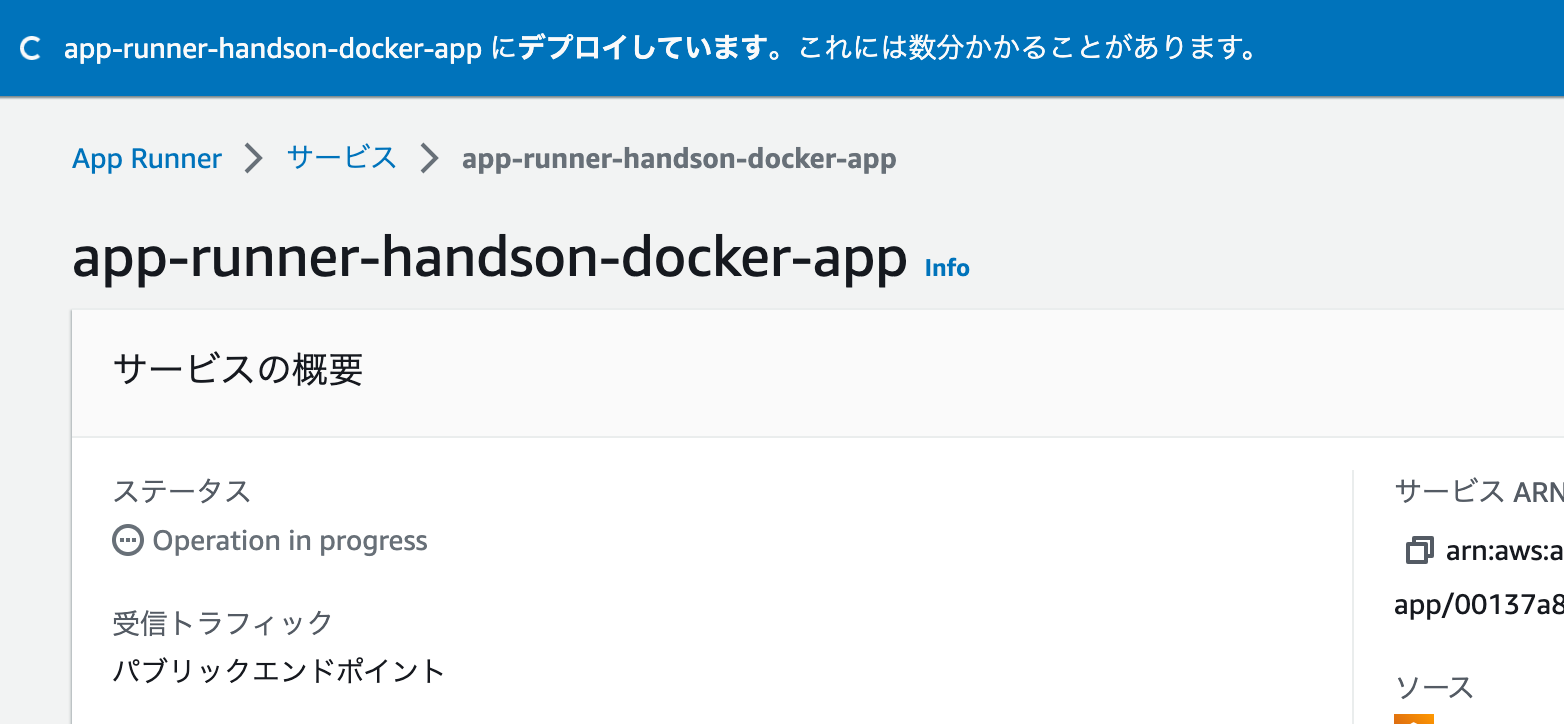 app-runner-handson-docker-app にデプロイしています。これには数分かかることがあります。
App Runner サービス app-runner-handson-docker-app
app-runner-handson-docker-app Info
サービスの概要
ステータス
Operation in progress
受信トラフィック
パブリックエンドポイント
サービス ARN
arn:aws:a
app/00137a8
ソース